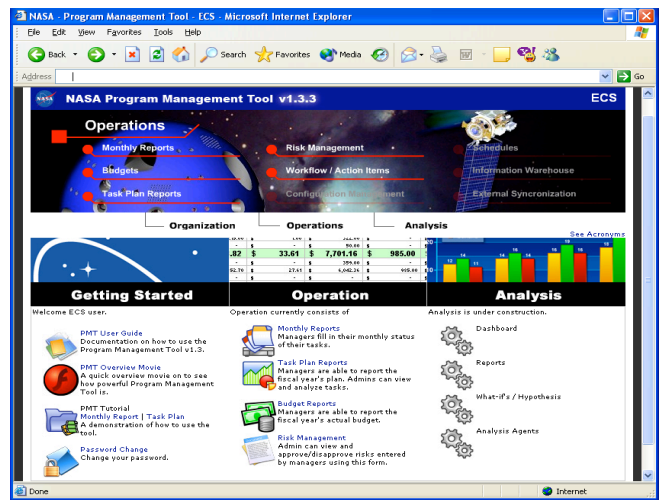 NASA - Program Management Tool - ECS - Microsoft Internet Explorer
File Edit View Favorites Tools Help
Back Search Favorites Media
Address Go
NASA NASA Program Management Tool v1.3.3 ECS
Operations
Monthly Reports Risk Management Schedules
Budgets Workflow / Action Items Information Warehouse
Task Plan Reports Configuration Management External Syncronization
Organization Operations Analysis
See Acronyms
.82 $ 33.61 $ 7,701.16 $ 985.00 $
Getting Started Operation Analysis
Welcome ECS user.
PMT User Guide
Documentation on how to use the
Program Management Tool v1.3.
PMT Overview Movie
A quick overview movie on to see
how powerful Program Management
Tool is.
PMT Tutorial
Monthly Report | Task Plan
A demonstration of how to use the
tool.
Password Change
Change your password.
Operation currently consists of
Monthly Reports
Managers fill in their monthly status
of their tasks.
Task Plan Reports
Managers are able to report the
fiscal year's plan. Admins can view
and analyze tasks.
Budget Reports
Managers are able to report the
fiscal year's actual budget.
Risk Management
Admin can view and
approve/disapprove risks entered
by managers using this form.
Analysis is under construction.
Dashboard
Reports
What-if's / Hypothesis
Analysis Agents
Done Internet